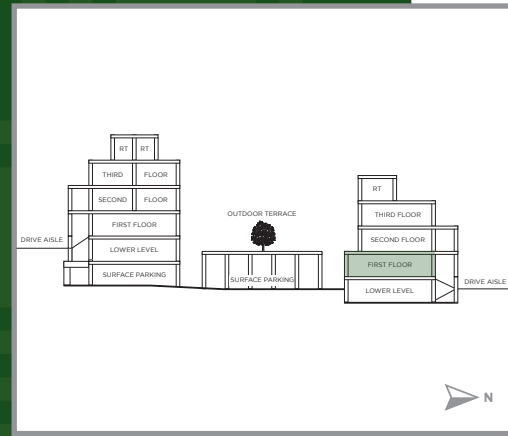 RT RT
THIRD FLOOR
SECOND FLOOR
FIRST FLOOR
DRIVE AISLE
LOWER LEVEL
SURFACE PARKING
OUTDOOR TERRACE
SURFACE PARKING
RT
THIRD FLOOR
SECOND FLOOR
FIRST FLOOR
DRIVE AISLE
LOWER LEVEL
N